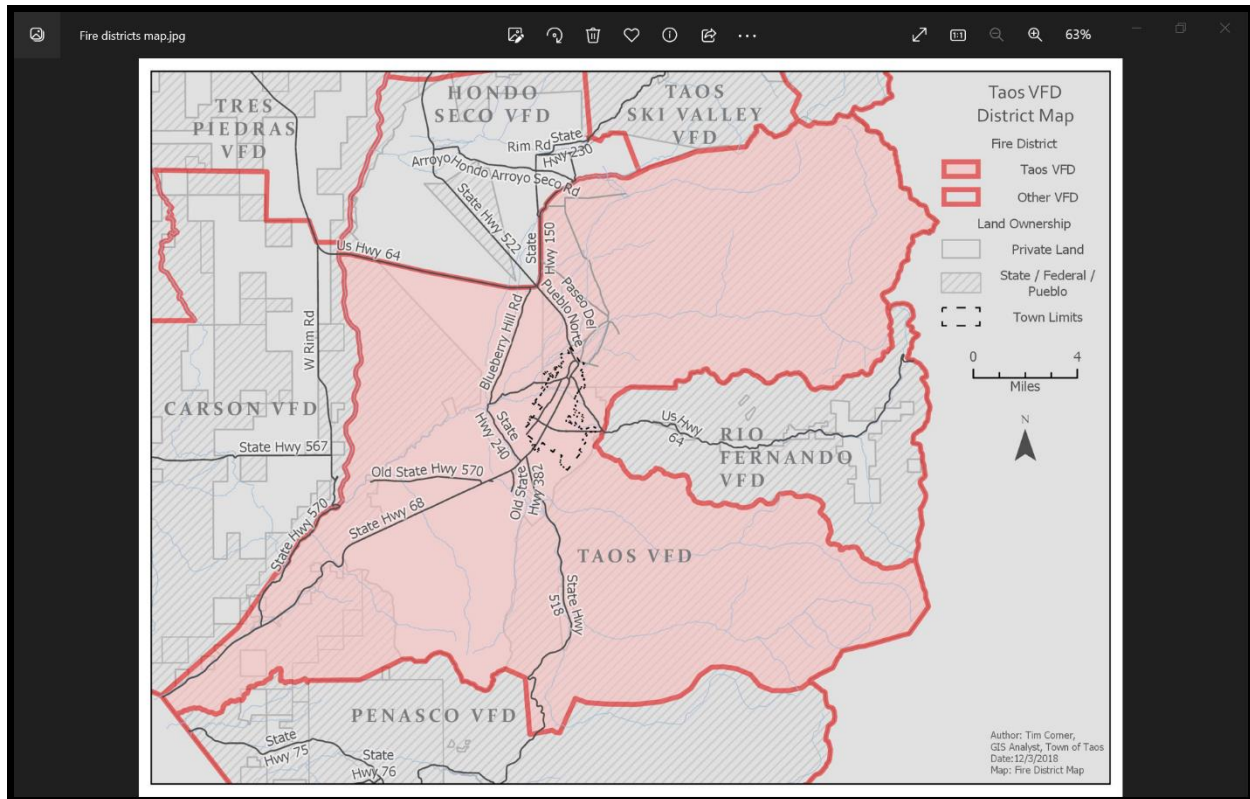 Fire districts map.jpg
63%
Taos VFD
District Map
Fire District
Taos VFD
Other VFD
Land Ownership
Private Land
State / Federal /
Pueblo
Town Limits
0 4
Miles
N
TRES
PIEDRAS
VFD
HONDO
SECO VFD
TAOS
SKI VALLEY
VFD
Rim Rd
State
Hwy 230
Arroyo Hondo Arroyo Seco Rd
State Hwy 522
State
Hwy 150
Us Hwy 64
Paseo Del
Pueblo Norte
Blueberry Hill Rd
W Rim Rd
CARSON VFD
State Hwy 567
State
Hwy 240
Us Hwy
64
RIO
FERNANDO
VFD
Old State Hwy 570
Old State
Hwy 382
State Hwy 570
State Hwy 68
TAOS VFD
State Hwy
518
PENASCO VFD
State
Hwy 75
State
Hwy 76
Author: Tim Corner,
GIS Analyst, Town of Taos
Date:12/3/2018
Map: Fire District Map